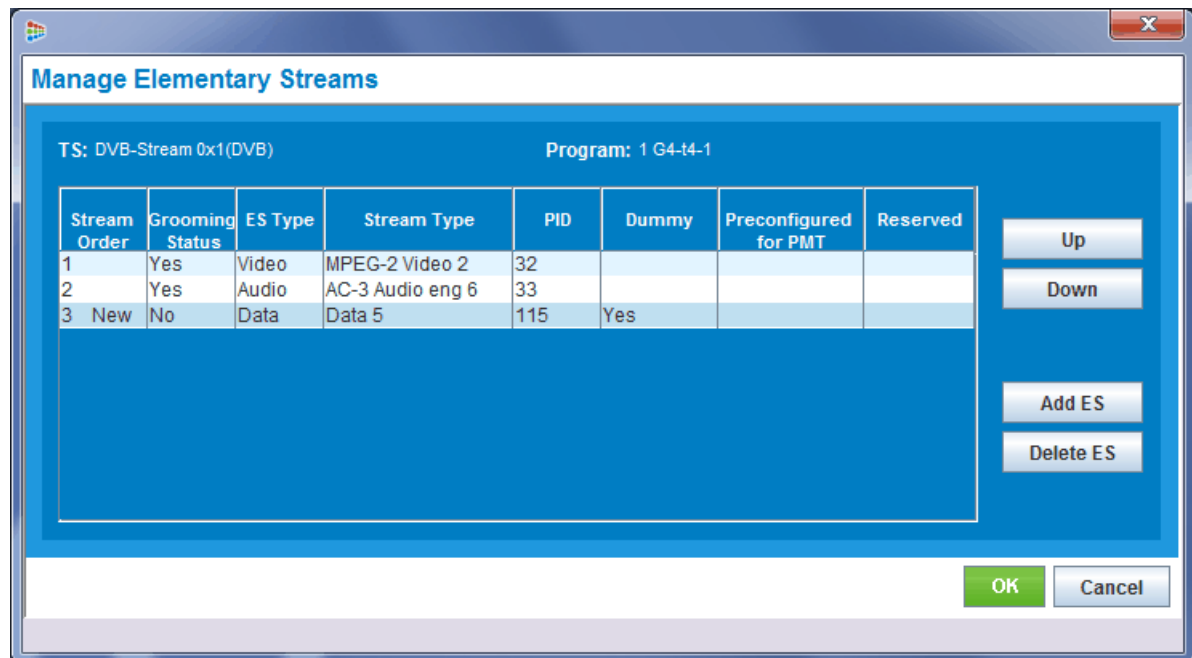 Manage Elementary Streams
TS: DVB-Stream 0x1(DVB) Program: 1 G4-t4-1
Stream Order Grooming Status ES Type Stream Type PID Dummy Preconfigured for PMT Reserved
1 Yes Video MPEG-2 Video 2 32
2 Yes Audio AC-3 Audio eng 6 33
3 New No Data Data 5 115 Yes
Up
Down
Add ES
Delete ES
OK Cancel